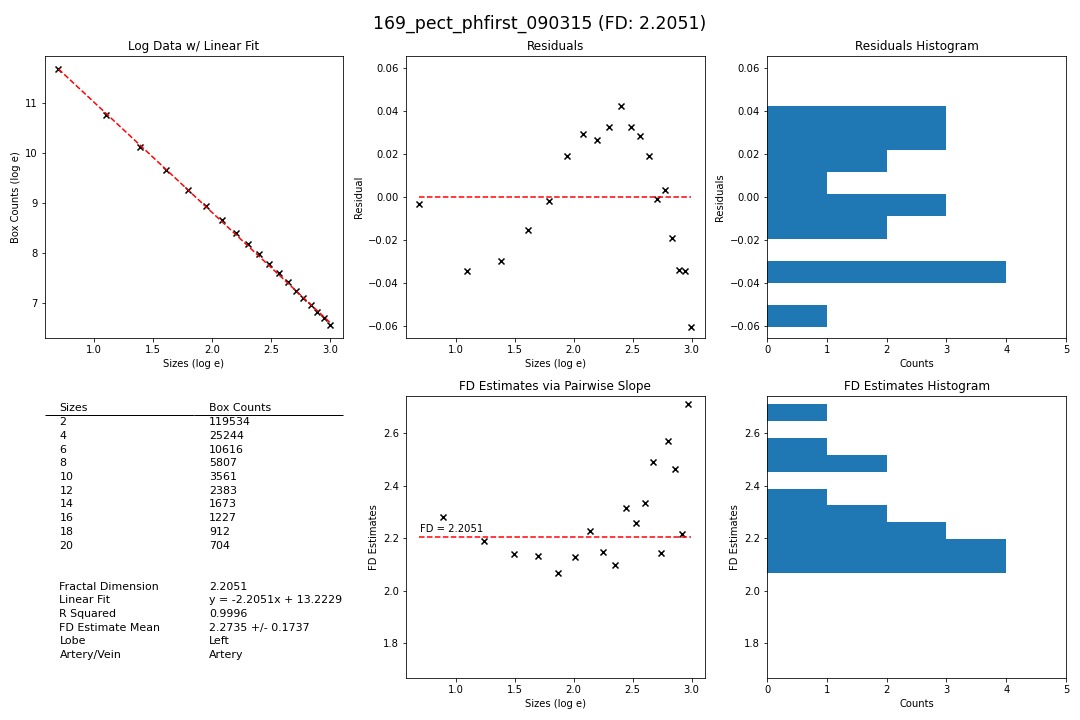 169_pect_phfirst_090315 (FD: 2.2051)
Log Data w/ Linear Fit
Box Counts (log e)
11
10
9
8
7
1.0 1.5 2.0 2.5 3.0
Sizes (log e)
Residuals
Residual
0.06
0.04
0.02
0.00
−0.02
−0.04
−0.06
1.0 1.5 2.0 2.5 3.0
Sizes (log e)
Residuals Histogram
Residuals
0.06
0.04
0.02
0.00
−0.02
−0.04
−0.06
0 1 2 3 4 5
Counts
Sizes Box Counts
2 119534
4 25244
6 10616
8 5807
10 3561
12 2383
14 1673
16 1227
18 912
20 704
Fractal Dimension 2.2051
Linear Fit y = -2.2051x + 13.2229
R Squared 0.9996
FD Estimate Mean 2.2735 +/- 0.1737
Lobe Left
Artery/Vein Artery
FD Estimates via Pairwise Slope
FD Estimates
2.6
2.4
2.2
2.0
1.8
FD = 2.2051
1.0 1.5 2.0 2.5 3.0
Sizes (log e)
FD Estimates Histogram
FD Estimates
2.6
2.4
2.2
2.0
1.8
0 1 2 3 4 5
Counts